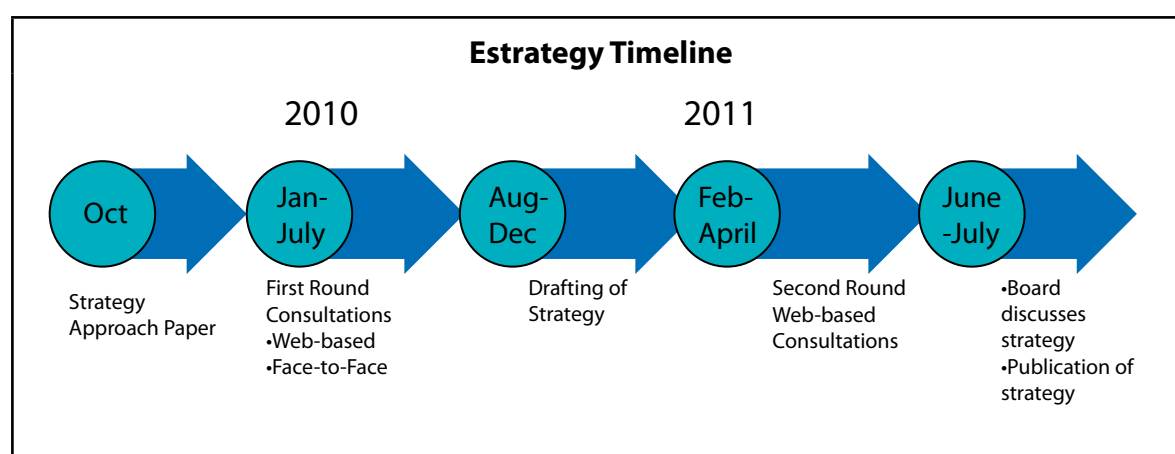 Estrategy Timeline
2010
2011
Oct
Jan-
July
Aug-
Dec
Feb-
April
June
-July
Strategy
Approach Paper
First Round
Consultations
•Web-based
•Face-to-Face
Drafting of
Strategy
Second Round
Web-based
Consultations
•Board
discusses
strategy
•Publication of
strategy